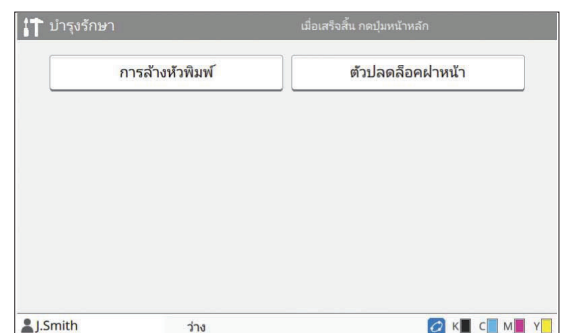 บำรุงรักษา เมื่อเสร็จสิ้น กดปุ่มหน้าหลัก
การล้างหัวพิมพ์ ตัวปลดล็อคฝาหน้า
J.Smith ว่าง K C M Y